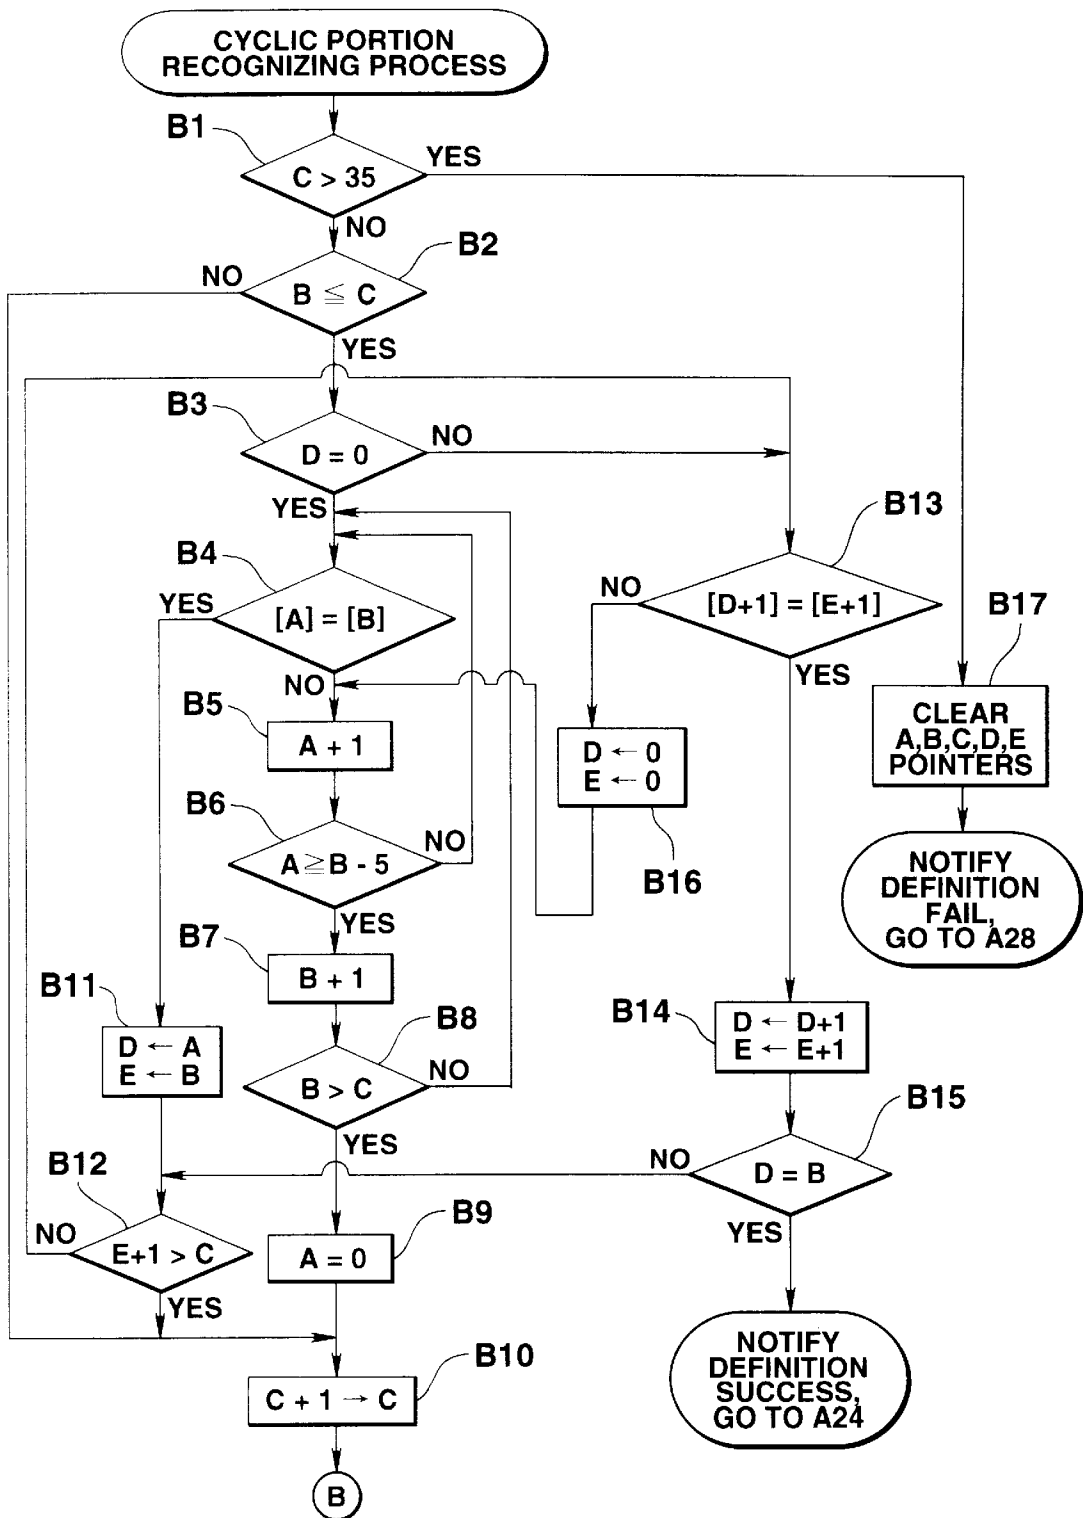 CYCLIC PORTION
RECOGNIZING PROCESS
B1
C > 35
YES
NO
B2
B ≦ C
NO
YES
B3
D = 0
NO
YES
B4
[A] = [B]
YES
NO
B13
[D+1] = [E+1]
NO
YES
B17
CLEAR
A,B,C,D,E
POINTERS
B5
A + 1
D ← 0
E ← 0
B16
B6
A ≧ B - 5
NO
YES
NOTIFY
DEFINITION
FAIL,
GO TO A28
B7
B + 1
B11
D ← A
E ← B
B8
B > C
NO
YES
B14
D ← D+1
E ← E+1
B15
D = B
NO
YES
B12
E+1 > C
NO
YES
B9
A = 0
B10
C + 1 → C
NOTIFY
DEFINITION
SUCCESS,
GO TO A24
B